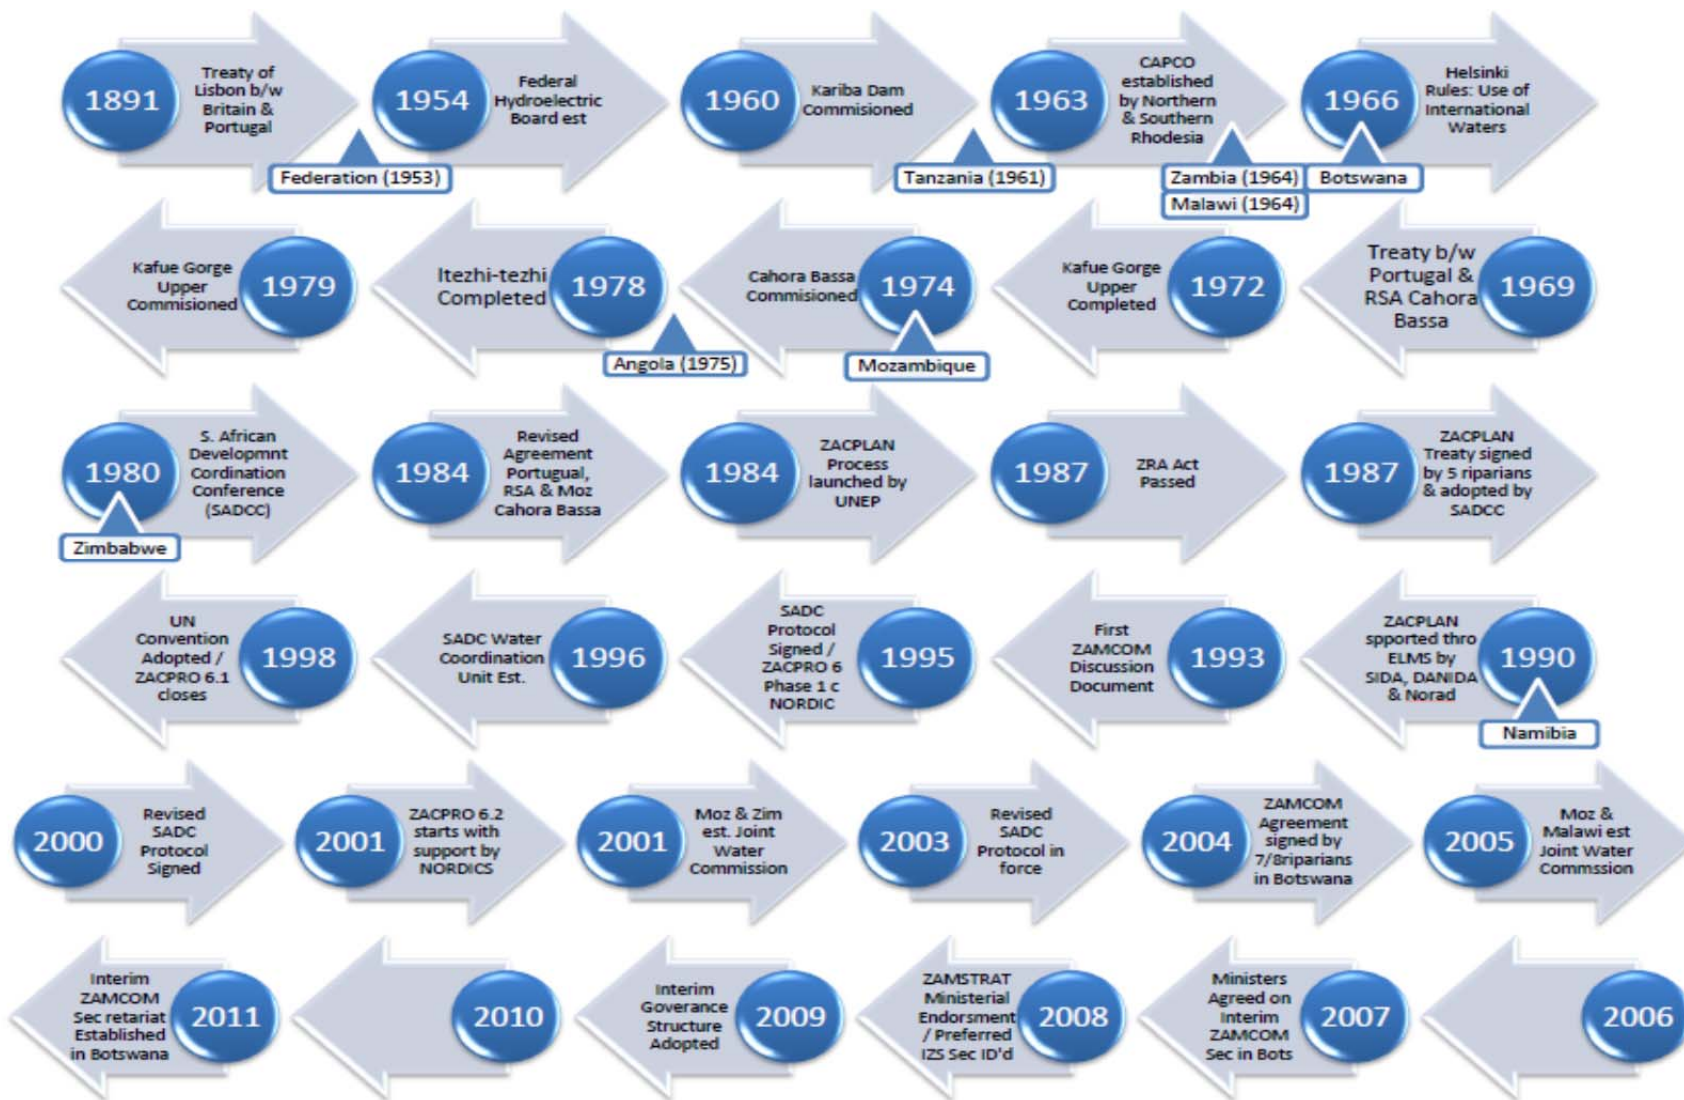 1891
Treaty of
Lisbon b/w
Britain &
Portugal
Federation (1953)
1954
Federal
Hydroelectric
Board est
1960
Kariba Dam
Commisioned
Tanzania (1961)
1963
CAPCO
established
by Northern
& Southern
Rhodesia
Zambia (1964)
Malawi (1964)
1966
Helsinki
Rules: Use of
International
Waters
Botswana
Treaty b/w
Portugal &
RSA Cahora
Bassa
1969
Kafue Gorge
Upper
Completed
1972
Cahora Bassa
Commisioned
1974
Mozambique
Angola (1975)
Itezhi-tezhi
Completed
1978
Kafue Gorge
Upper
Commisioned
1979
1980
S. African
Developmnt
Cordination
Conference
(SADCC)
Zimbabwe
1984
Revised
Agreement
Portugual,
RSA & Moz
Cahora Bassa
1984
ZACPLAN
Process
launched by
UNEP
1987
ZRA Act
Passed
1987
ZACPLAN
Treaty signed
by 5 riparians
& adopted by
SADCC
ZACPLAN
spported thro
ELMS by
SIDA, DANIDA
& Norad
1990
Namibia
First
ZAMCOM
Discussion
Document
1993
SADC
Protocol
Signed /
ZACPRO 6
Phase 1 c
NORDIC
1995
SADC Water
Coordination
Unit Est.
1996
UN
Convention
Adopted /
ZACPRO 6.1
closes
1998
2000
Revised
SADC
Protocol
Signed
2001
ZACPRO 6.2
starts with
support by
NORDICS
2001
Moz & Zim
est. Joint
Water
Commission
2003
Revised
SADC
Protocol in
force
2004
ZAMCOM
Agreement
signed by
7/8riparians
in Botswana
2005
Moz &
Malawi est
Joint Water
Commssion
2006
Ministers
Agreed on
Interim
ZAMCOM
Sec in Bots
2007
ZAMSTRAT
Ministerial
Endorsment
/ Preferred
IZS Sec ID'd
2008
Interim
Goverance
Structure
Adopted
2009
2010
Interim
ZAMCOM
Sec retariat
Established
in Botswana
2011